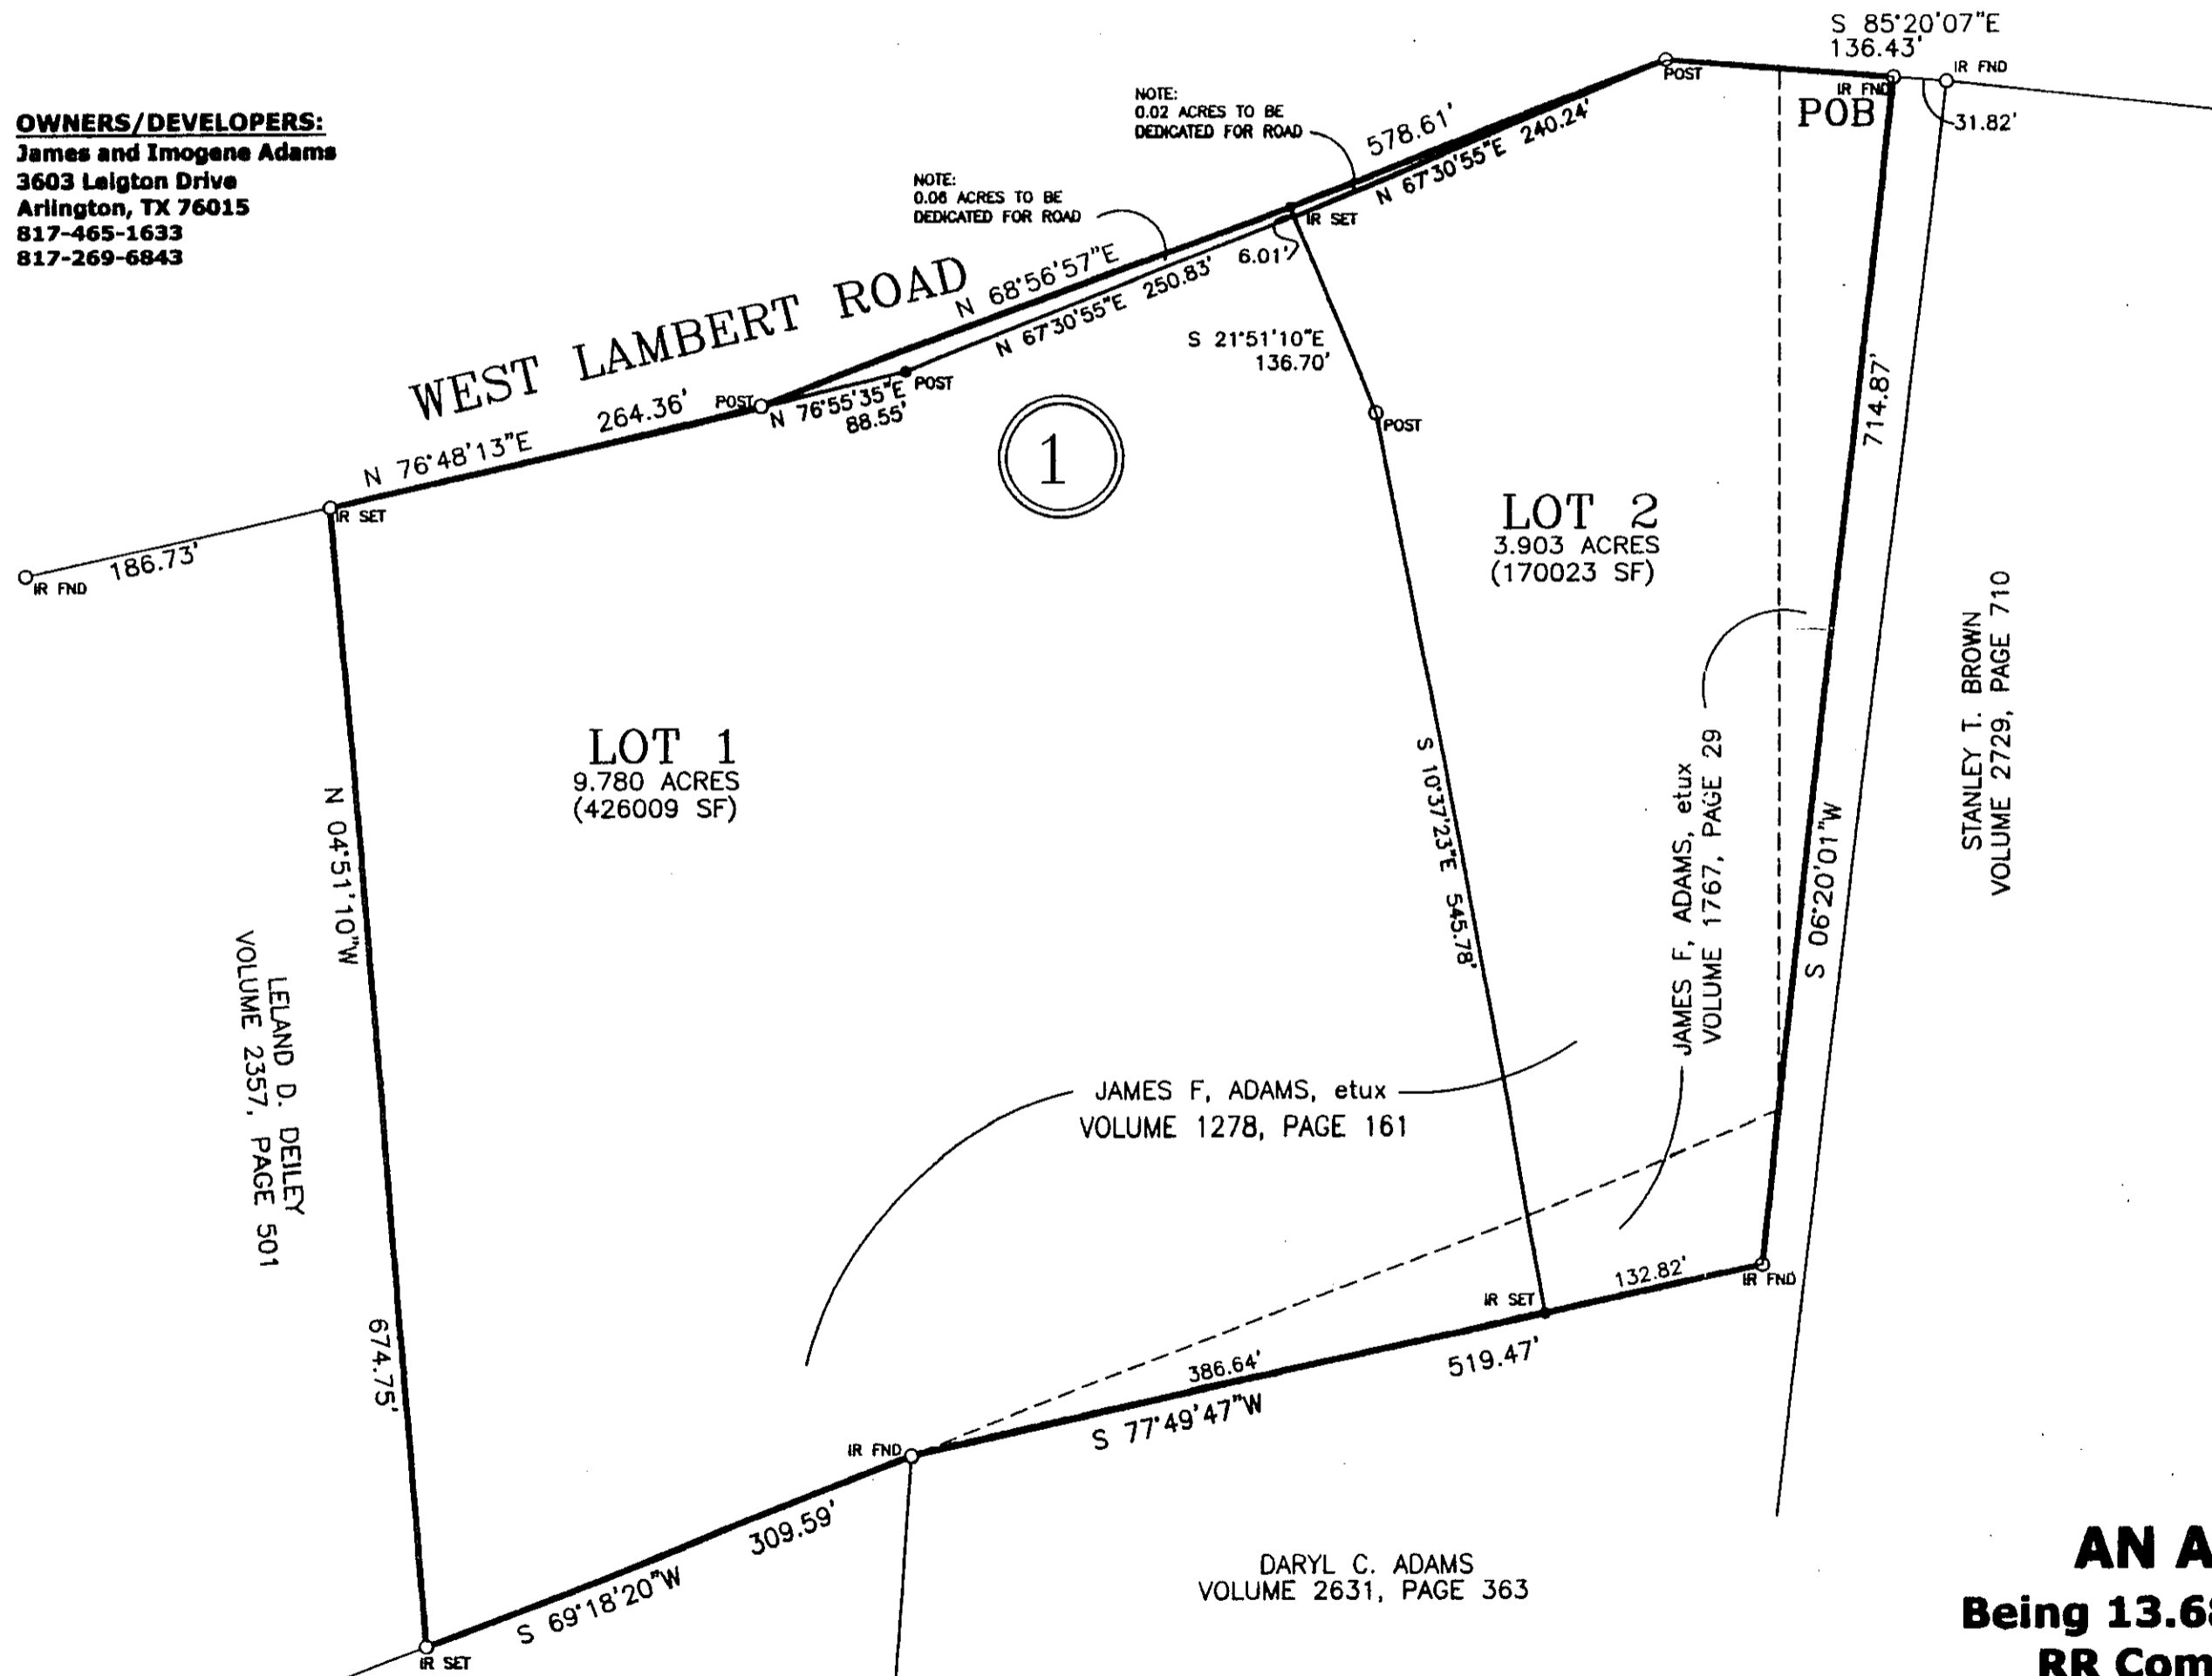 OWNERS/DEVELOPERS:
James and Imogene Adams
3603 Leigton Drive
Arlington, TX 76015
817-465-1633
817-269-6843
S 85°20'07"E
136.43'
POST
IR FND
IR FND
POB
31.82'
NOTE:
0.02 ACRES TO BE
DEDICATED FOR ROAD
578.61'
N 67°30'55"E 240.24'
NOTE:
0.06 ACRES TO BE
DEDICATED FOR ROAD
IR SET
6.01'
N 68°56'57"E
N 67°30'55"E 250.83'
WEST LAMBERT ROAD
S 21°51'10"E
136.70'
POST
264.36'
POST
N 76°55'35"E
88.55'
POST
N 76°48'13"E
1
IR SET
186.73'
IR FND
714.87'
LOT 2
3.903 ACRES
(170023 SF)
STANLEY T. BROWN
VOLUME 2729, PAGE 710
LOT 1
9.780 ACRES
(426009 SF)
N 04°51'10"W
S 10°37'23"E 545.78'
JAMES F, ADAMS, etux
VOLUME 1767, PAGE 29
S 06°20'01"W
LELAND D. DEILEY
VOLUME 2357, PAGE 501
JAMES F, ADAMS, etux
VOLUME 1278, PAGE 161
674.75'
IR SET
132.82'
IR FND
386.64'
519.47'
S 77°49'47"W
IR FND
309.59'
S 69°18'20"W
IR SET
DARYL C. ADAMS
VOLUME 2631, PAGE 363
AN A
Being 13.68
RR Com